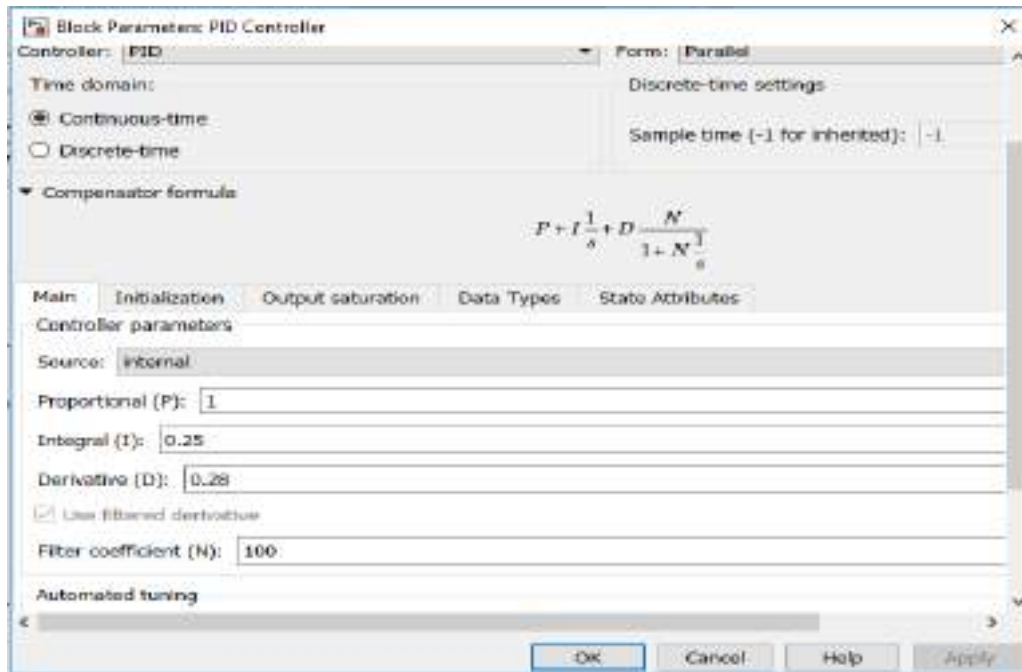 Block Parameters: PID Controller
Controller: PID Form: Parallel
Time domain: Discrete-time settings
Continuous-time
Sample time (-1 for inherited): -1
Discrete-time
Compensator formula
P + I 1/s + D N/(1 + N 1/s)
Main Initialization Output saturation Data Types State Attributes
Controller parameters
Source: internal
Proportional (P): 1
Integral (I): 0.25
Derivative (D): 0.28
Use filtered derivative
Filter coefficient (N): 100
Automated tuning
OK Cancel Help Apply